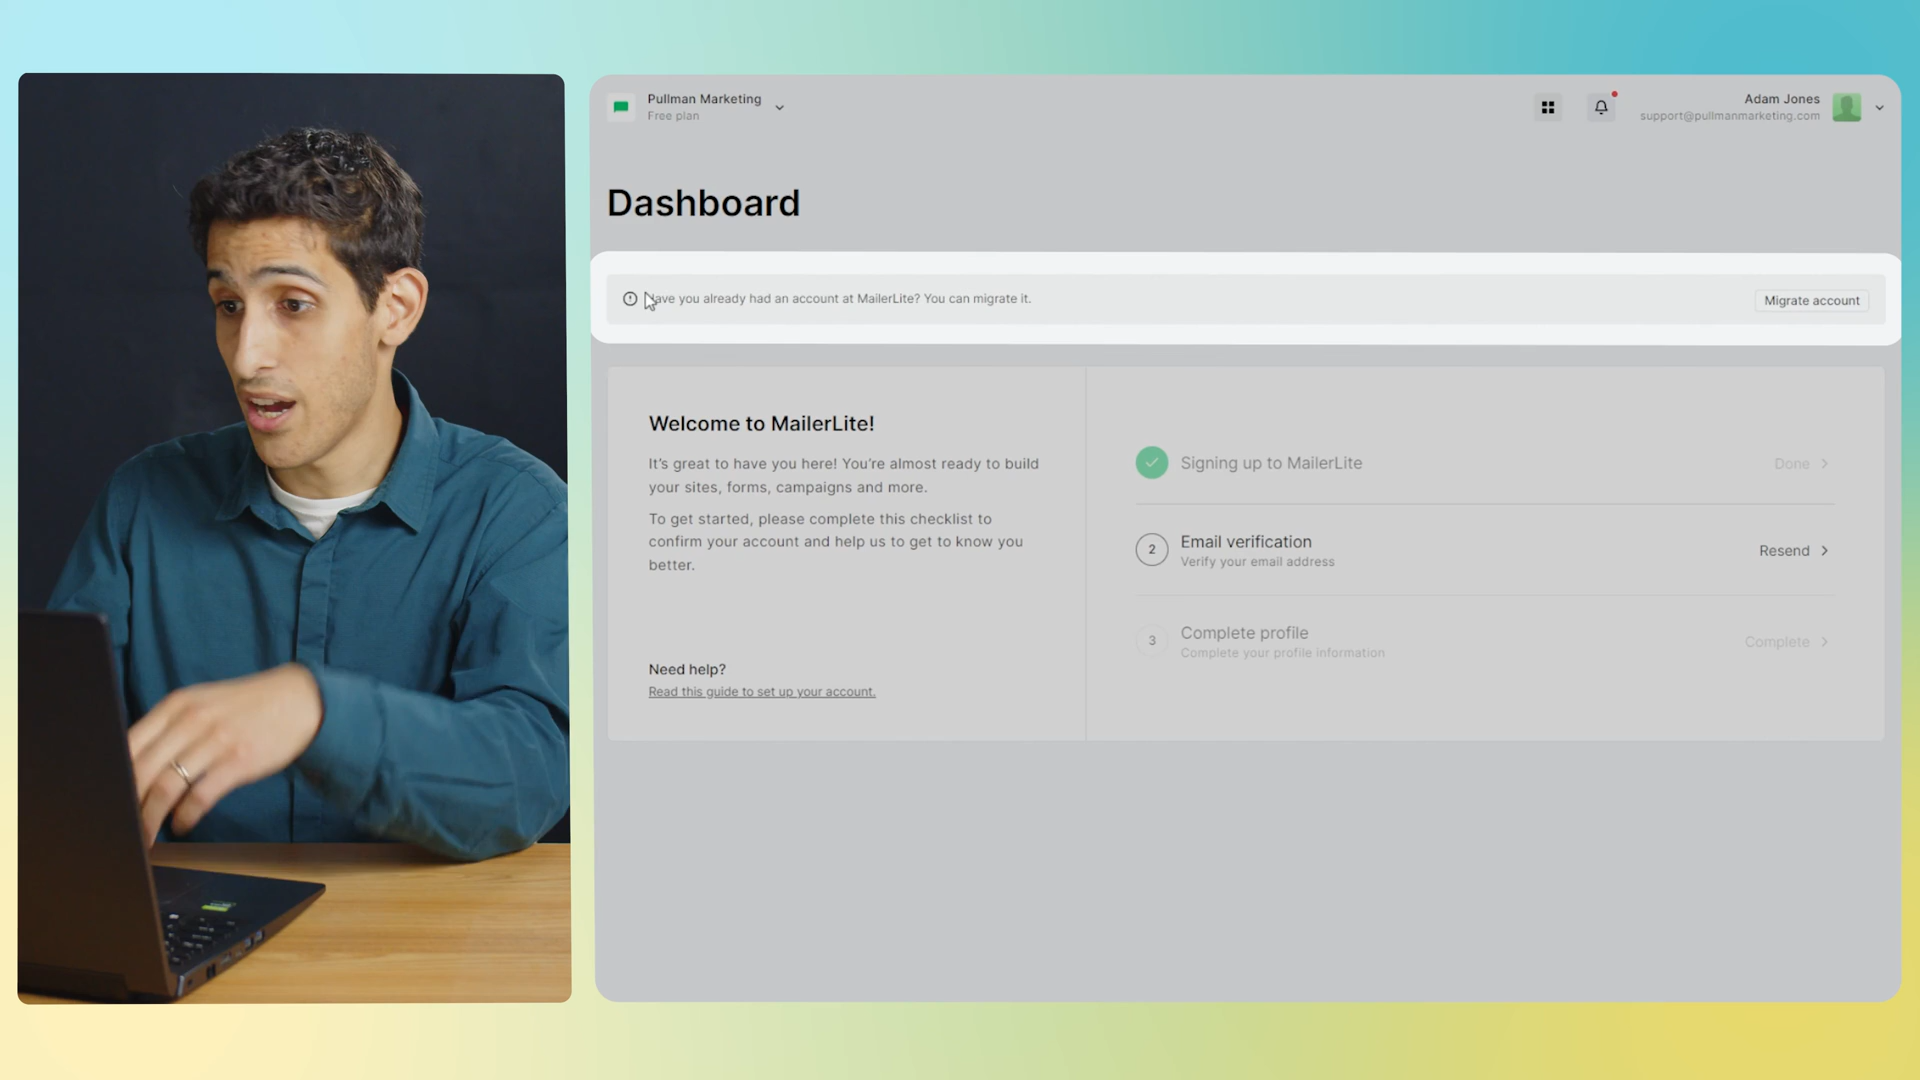 Pullman Marketing
Free plan
Adam Jones
support@pullmanmarketing.com
Dashboard
ave you already had an account at MailerLite? You can migrate it.
Migrate account
Welcome to MailerLite!
It's great to have you here! You're almost ready to build
your sites, forms, campaigns and more.
To get started, please complete this checklist to
confirm your account and help us to get to know you
better.
Need help?
Read this guide to set up your account.
Signing up to MailerLite
Done
2
Email verification
Verify your email address
Resend
3
Complete profile
Complete your profile information
Complete